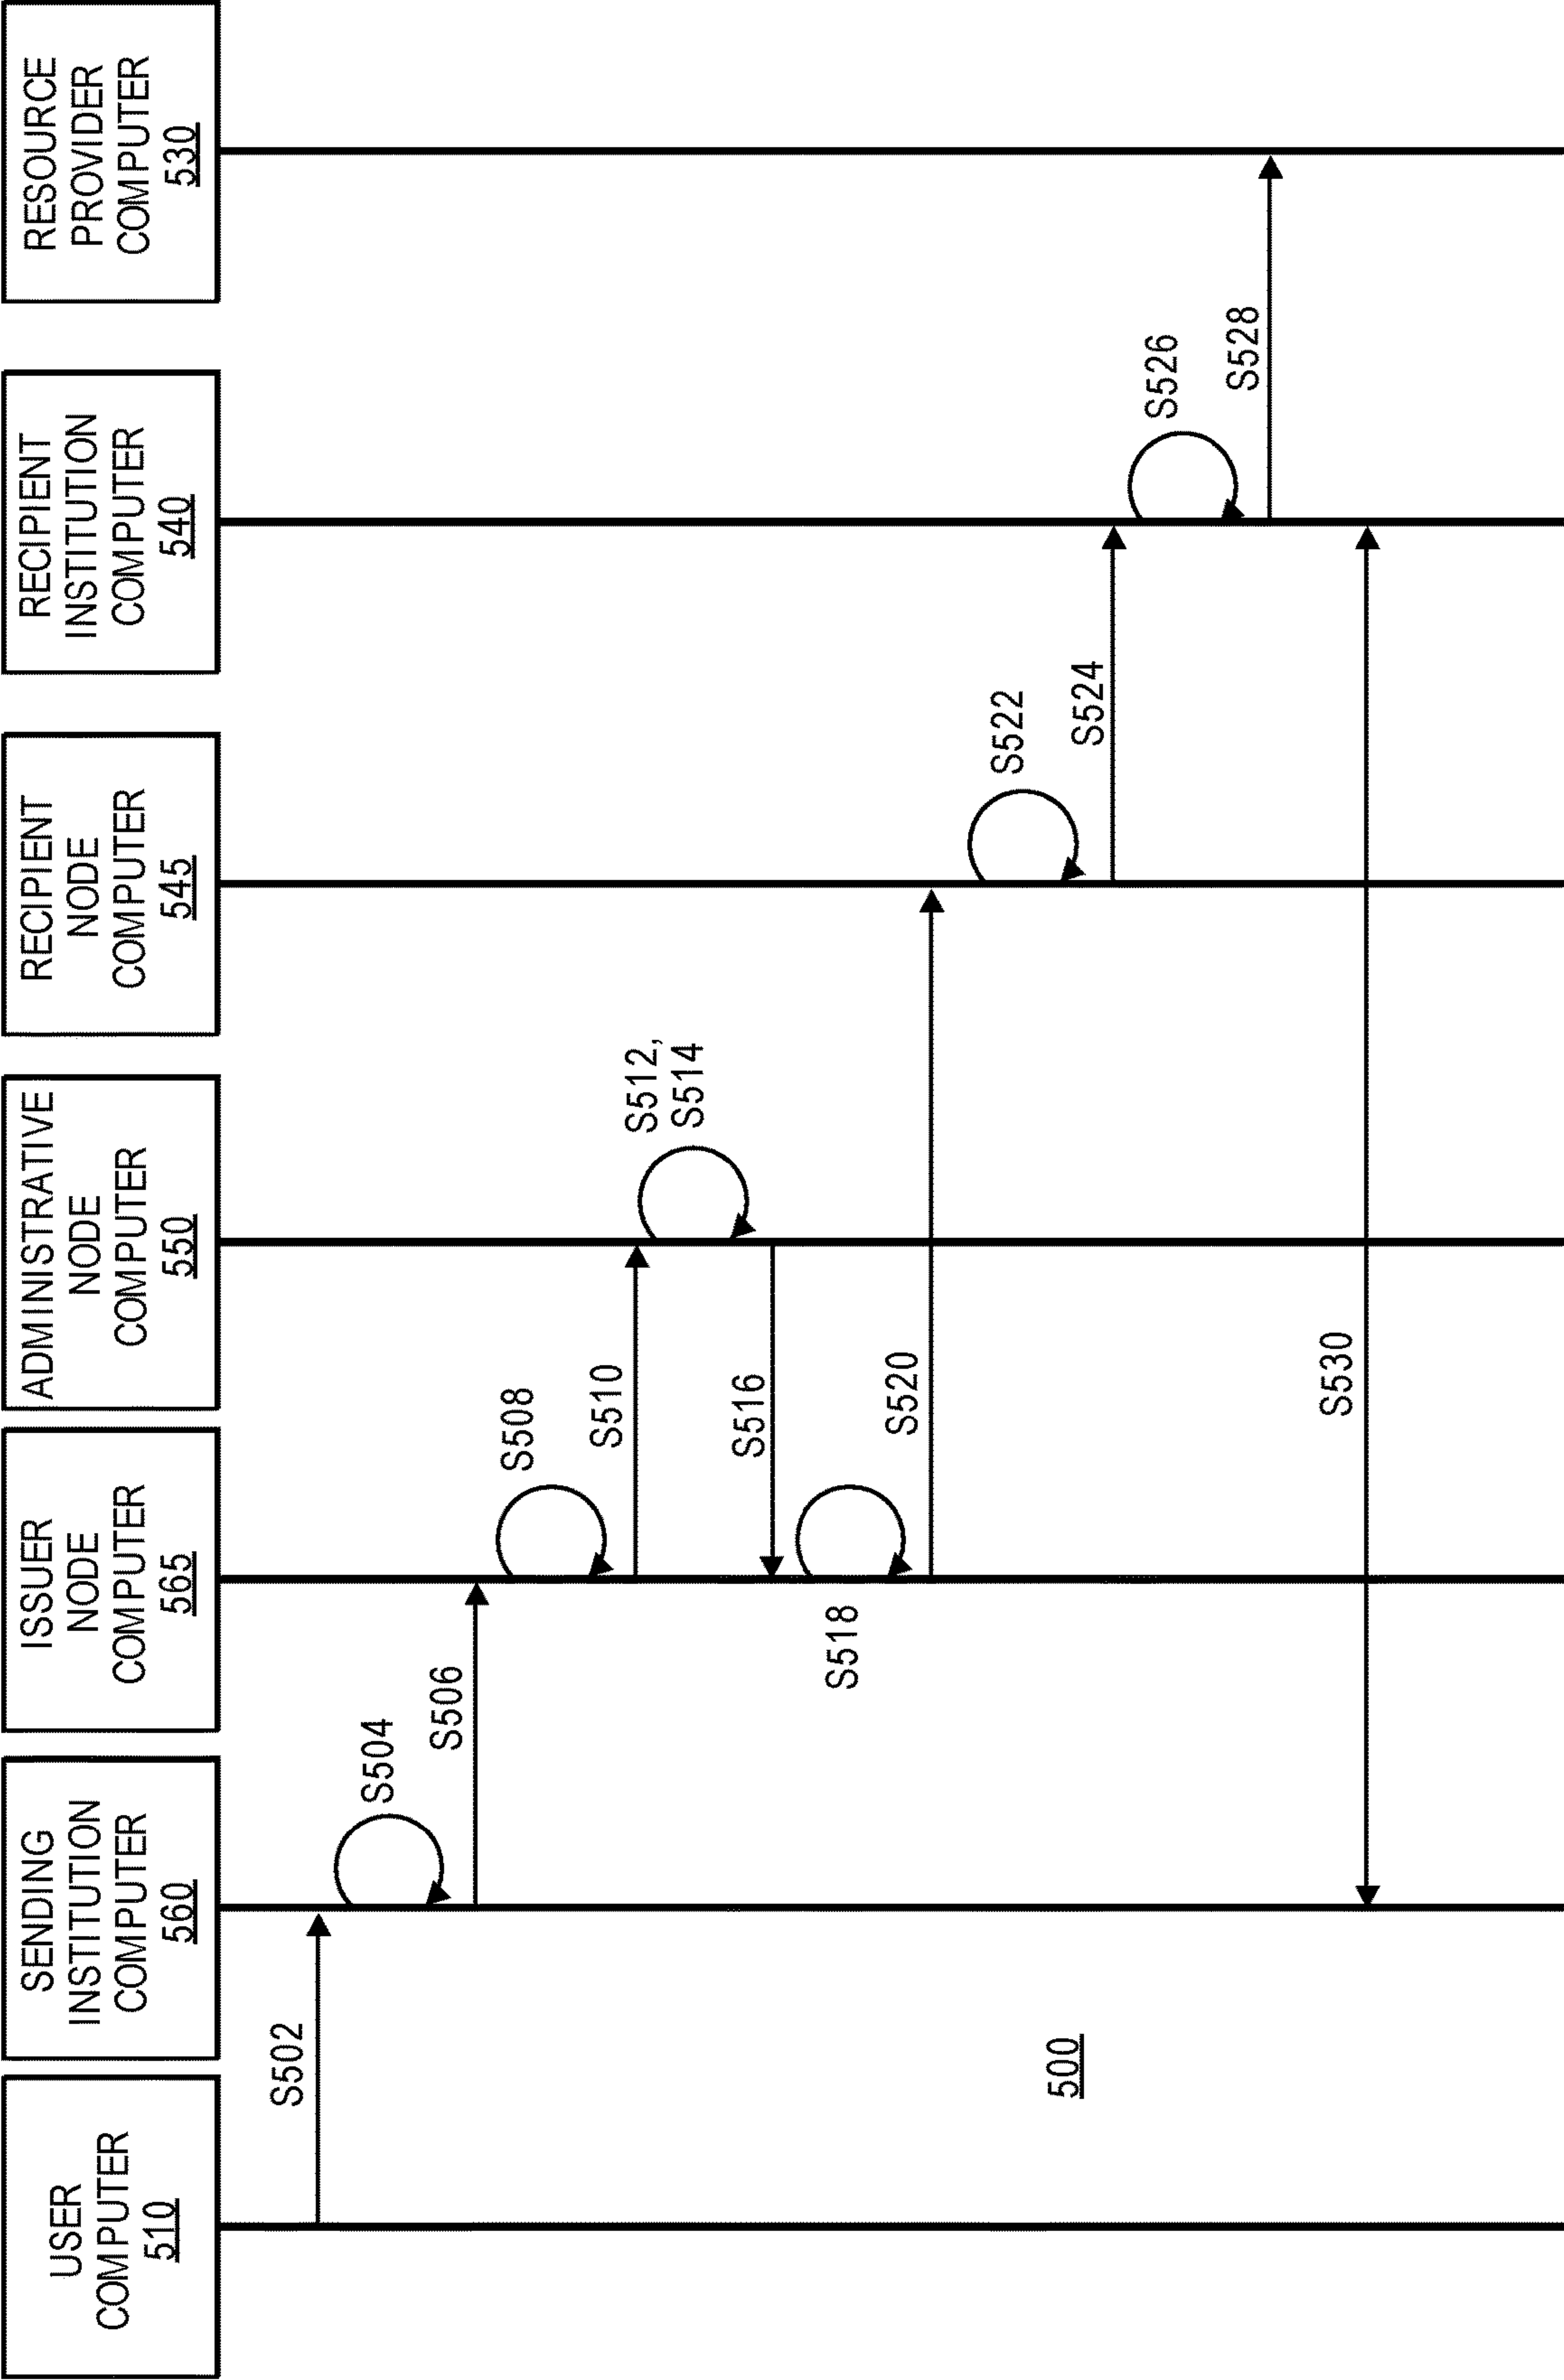 USER
COMPUTER
510
SENDING
INSTITUTION
COMPUTER
560
ISSUER
NODE
COMPUTER
565
ADMINISTRATIVE
NODE
COMPUTER
550
RECIPIENT
NODE
COMPUTER
545
RECIPIENT
INSTITUTION
COMPUTER
540
RESOURCE
PROVIDER
COMPUTER
530
S502
S504
S506
S508
S510
S512,
S514
S516
S518
S520
S522
S524
S526
S528
S530
500